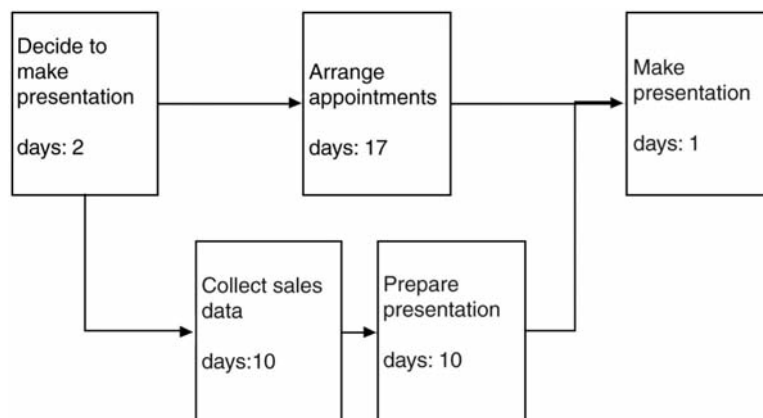 Decide to
make
presentation
days: 2
Arrange
appointments
days: 17
Make
presentation
days: 1
Collect sales
data
days:10
Prepare
presentation
days: 10